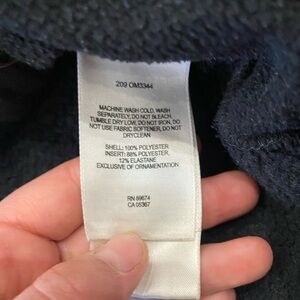 209 OM3344
MACHINE WASH COLD. WASH
SEPARATELY, DO NOT BLEACH,
TUMBLE DRY LOW, DO NOT IRON, DO
NOT USE FABRIC SOFTENER, DO NOT
DRYCLEAN
SHELL: 100% POLYESTER
INSERT: 88% POLYESTER,
12% ELASTANE
EXCLUSIVE OF ORNAMENTATION
RN 89674
CA 05367